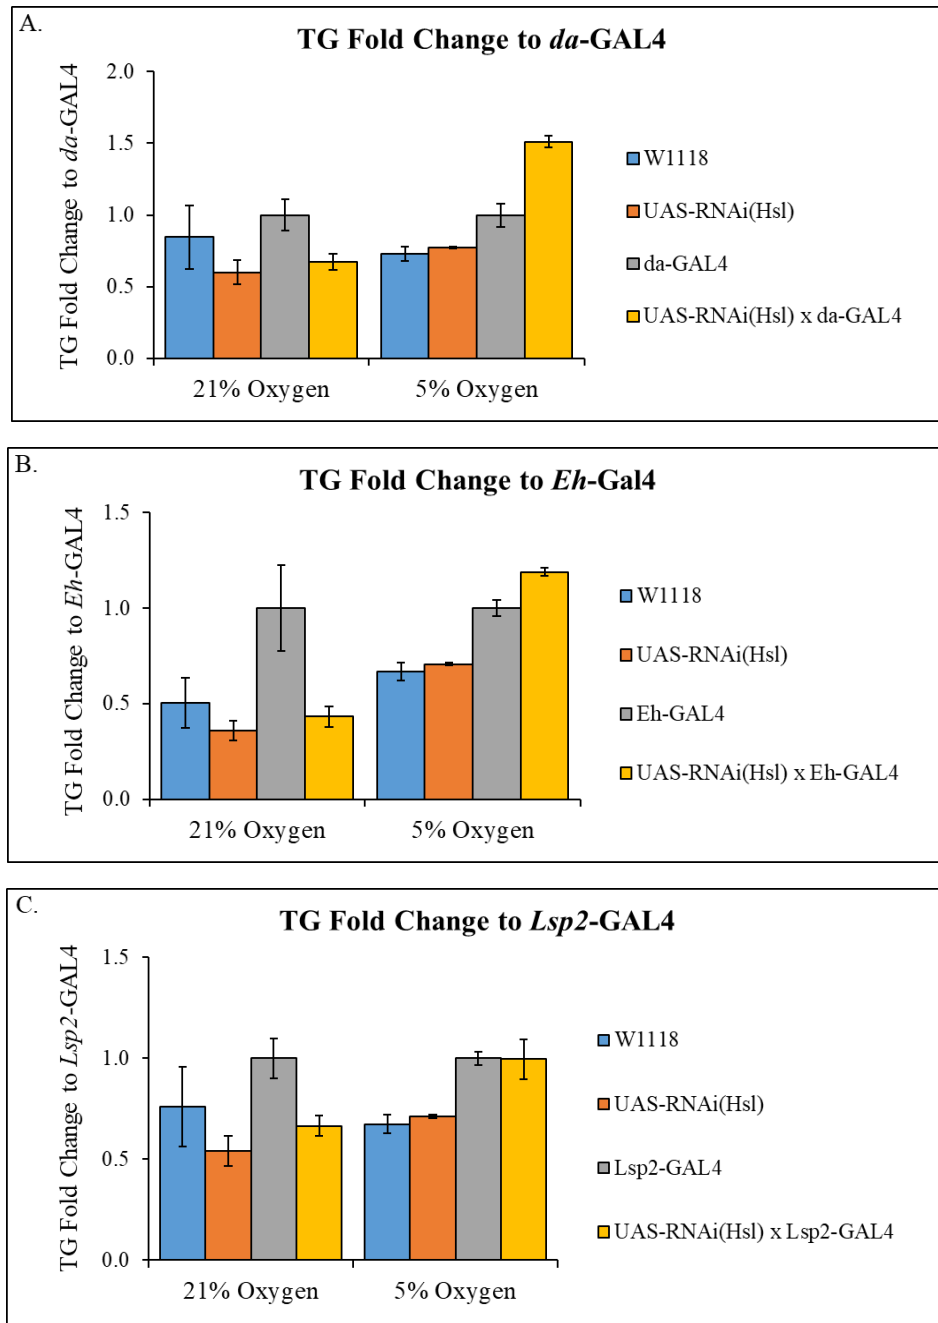 A.
TG Fold Change to da-GAL4
TG Fold Change to da-GAL4
2.0
1.5
1.0
0.5
0.0
21% Oxygen
5% Oxygen
W1118
UAS-RNAi(Hsl)
da-GAL4
UAS-RNAi(Hsl) x da-GAL4
B.
TG Fold Change to Eh-Gal4
TG Fold Change to Eh-GAL4
1.5
1.0
0.5
0.0
21% Oxygen
5% Oxygen
W1118
UAS-RNAi(Hsl)
Eh-GAL4
UAS-RNAi(Hsl) x Eh-GAL4
C.
TG Fold Change to Lsp2-GAL4
TG Fold Change to Lsp2-GAL4
1.5
1.0
0.5
0.0
21% Oxygen
5% Oxygen
W1118
UAS-RNAi(Hsl)
Lsp2-GAL4
UAS-RNAi(Hsl) x Lsp2-GAL4